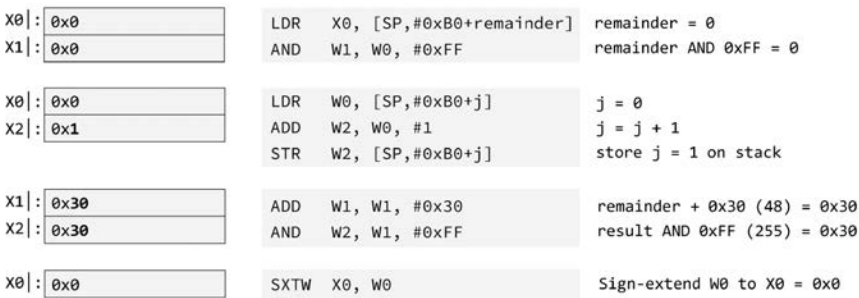 X0|: 0x0 LDR X0, [SP,#0xB0+remainder] remainder = 0
X1|: 0x0 AND W1, W0, #0xFF remainder AND 0xFF = 0
X0|: 0x0 LDR W0, [SP,#0xB0+j] j = 0
X2|: 0x1 ADD W2, W0, #1 j = j + 1
STR W2, [SP,#0xB0+j] store j = 1 on stack
X1|: 0x30 ADD W1, W1, #0x30 remainder + 0x30 (48) = 0x30
X2|: 0x30 AND W2, W1, #0xFF result AND 0xFF (255) = 0x30
X0|: 0x0 SXTW X0, W0 Sign-extend W0 to X0 = 0x0